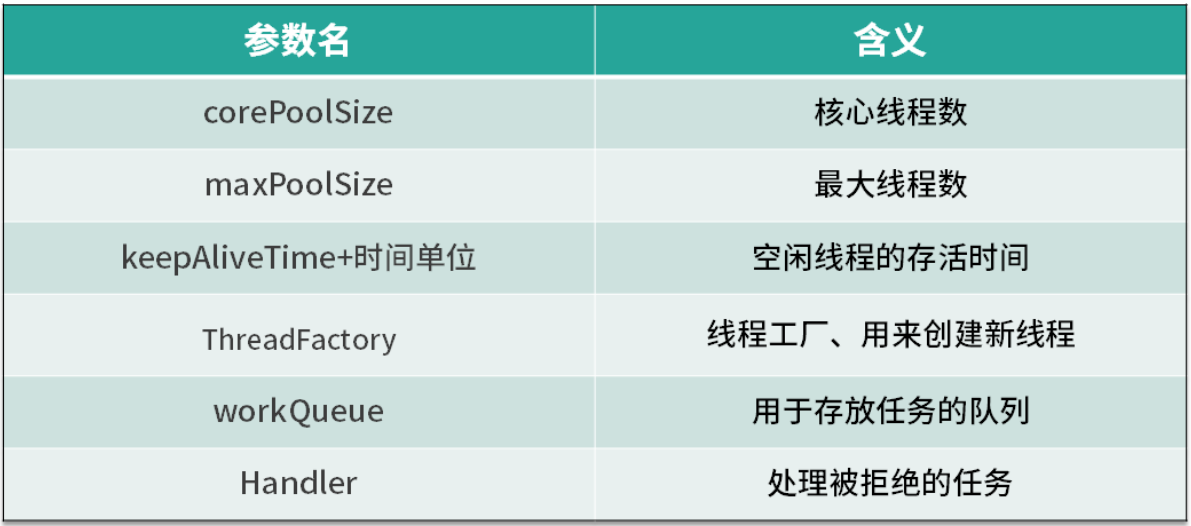 参数名 含义
corePoolSize 核心线程数
maxPoolSize 最大线程数
keepAliveTime+时间单位 空闲线程的存活时间
ThreadFactory 线程工厂、用来创建新线程
workQueue 用于存放任务的队列
Handler 处理被拒绝的任务